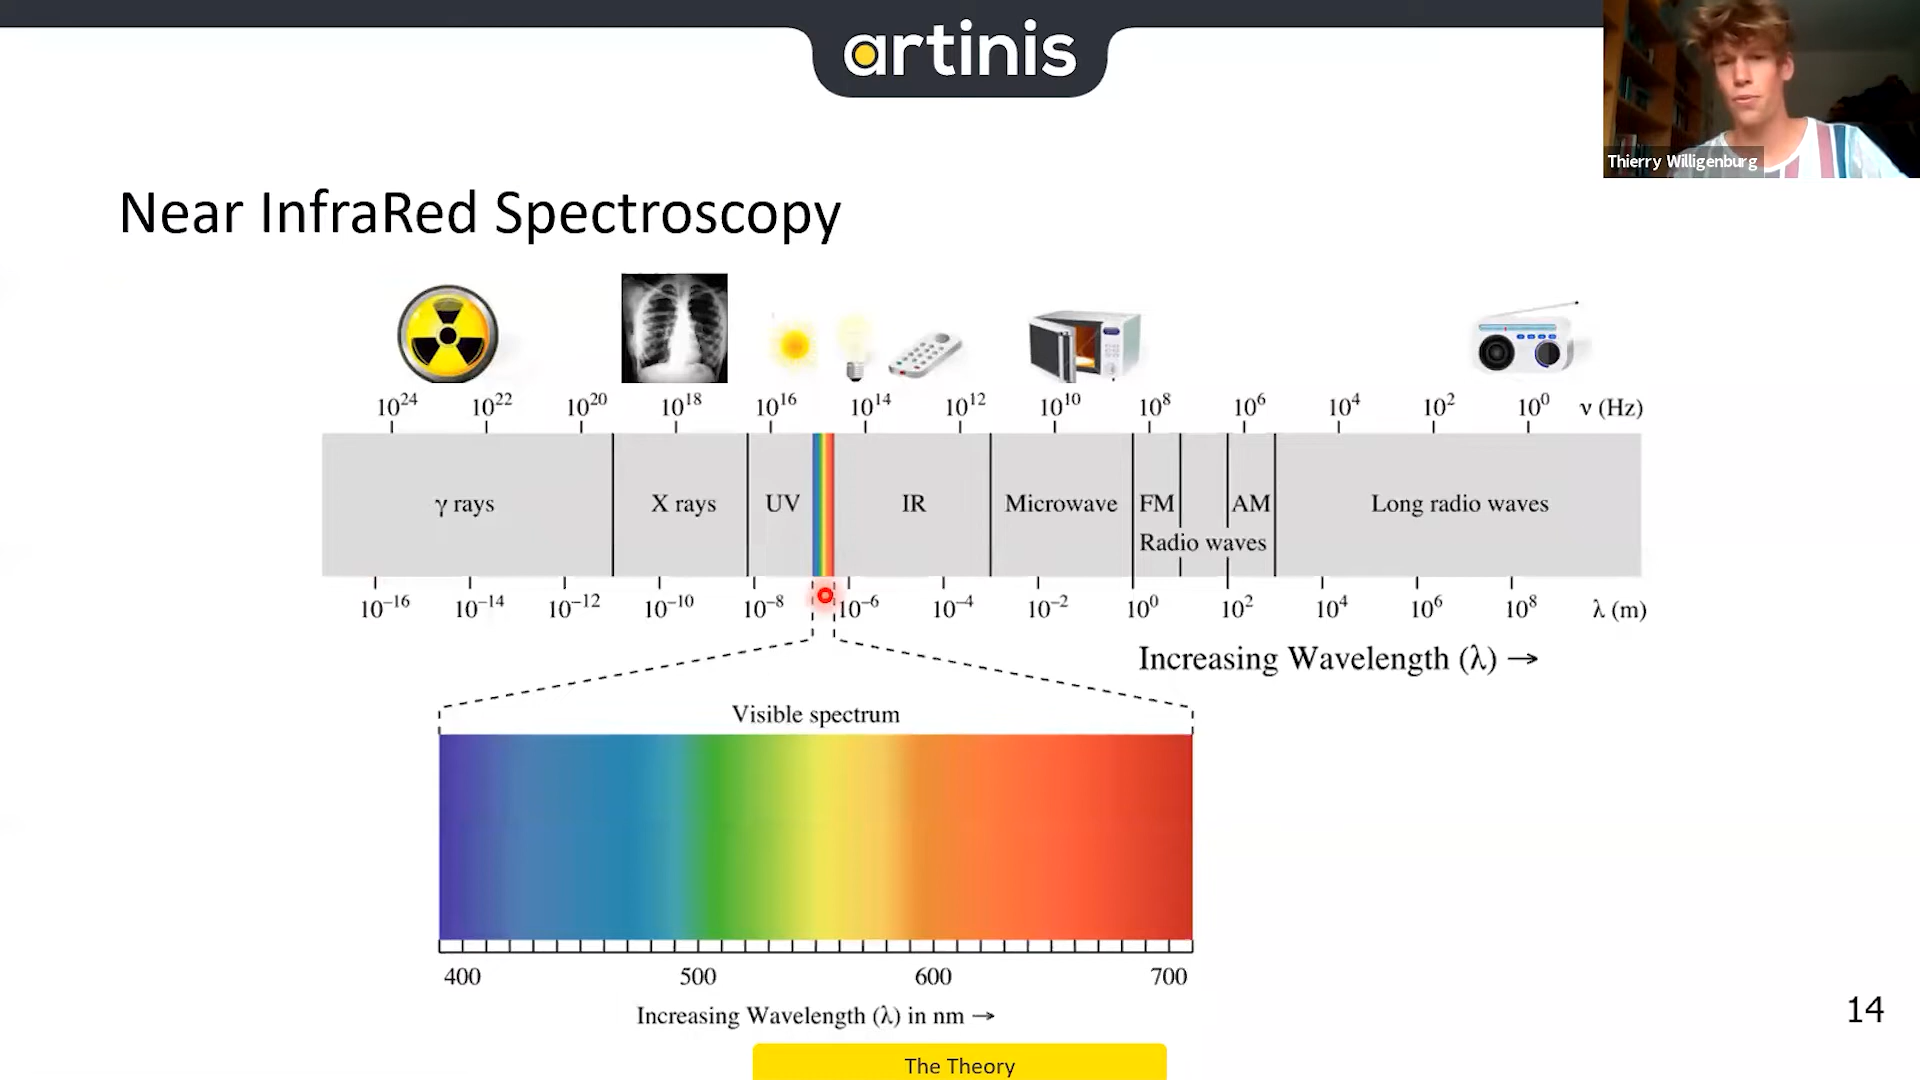 artinis
Thierry Willigenburg
Near InfraRed Spectroscopy
10²⁴ 10²² 10²⁰ 10¹⁸ 10¹⁶ 10¹⁴ 10¹² 10¹⁰ 10⁸ 10⁶ 10⁴ 10² 10⁰ ν (Hz)
γ rays X rays UV IR Microwave FM AM Long radio waves
Radio waves
10⁻¹⁶ 10⁻¹⁴ 10⁻¹² 10⁻¹⁰ 10⁻⁸ 10⁻⁶ 10⁻⁴ 10⁻² 10⁰ 10² 10⁴ 10⁶ 10⁸ λ (m)
Increasing Wavelength (λ) →
Visible spectrum
400 500 600 700
Increasing Wavelength (λ) in nm →
14
The Theory